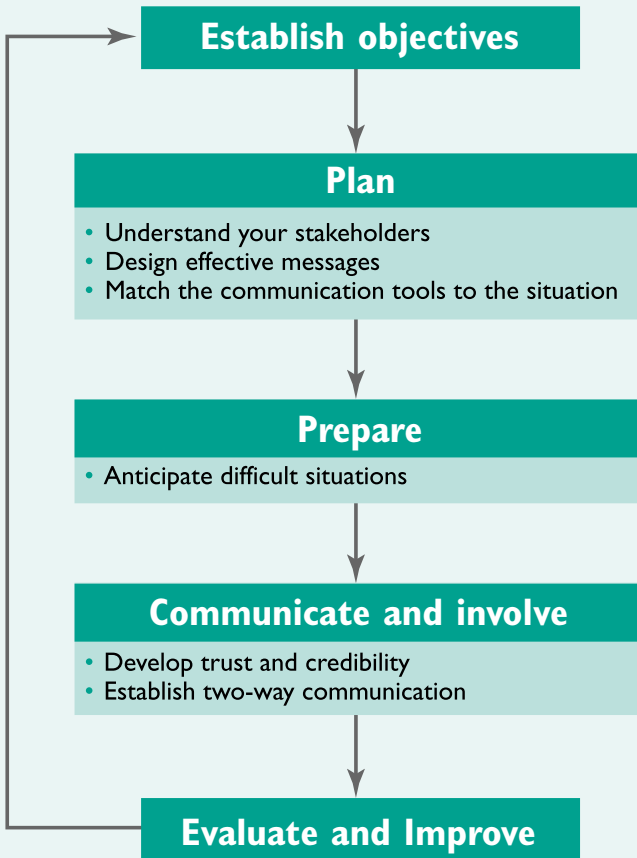 Establish objectives
Plan
• Understand your stakeholders
• Design effective messages
• Match the communication tools to the situation
Prepare
• Anticipate difficult situations
Communicate and involve
• Develop trust and credibility
• Establish two-way communication
Evaluate and Improve